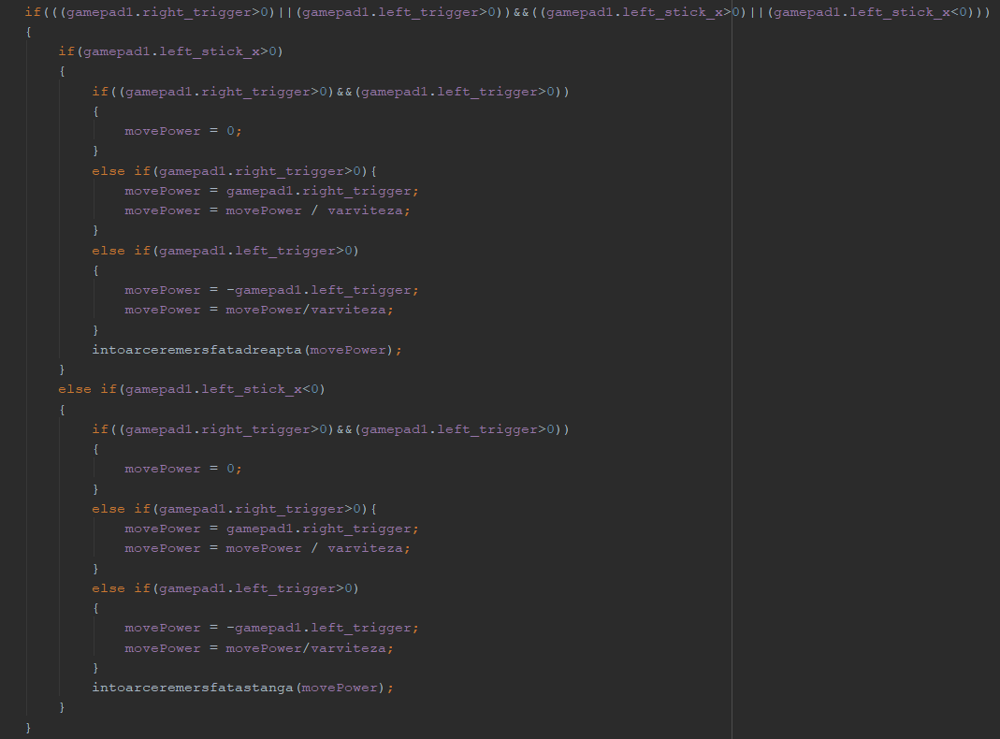 if(((gamepad1.right_trigger>0)||(gamepad1.left_trigger>0))&&((gamepad1.left_stick_x>0)||(gamepad1.left_stick_x<0)))
{
    if(gamepad1.left_stick_x>0)
    {
        if((gamepad1.right_trigger>0)&&(gamepad1.left_trigger>0))
        {
            movePower = 0;
        }
        else if(gamepad1.right_trigger>0){
            movePower = gamepad1.right_trigger;
            movePower = movePower / varviteza;
        }
        else if(gamepad1.left_trigger>0)
        {
            movePower = -gamepad1.left_trigger;
            movePower = movePower/varviteza;
        }
        intoarceremersfatadreapta(movePower);
    }
    else if(gamepad1.left_stick_x<0)
    {
        if((gamepad1.right_trigger>0)&&(gamepad1.left_trigger>0))
        {
            movePower = 0;
        }
        else if(gamepad1.right_trigger>0){
            movePower = gamepad1.right_trigger;
            movePower = movePower / varviteza;
        }
        else if(gamepad1.left_trigger>0)
        {
            movePower = -gamepad1.left_trigger;
            movePower = movePower/varviteza;
        }
        intoarceremersfatastanga(movePower);
    }
}